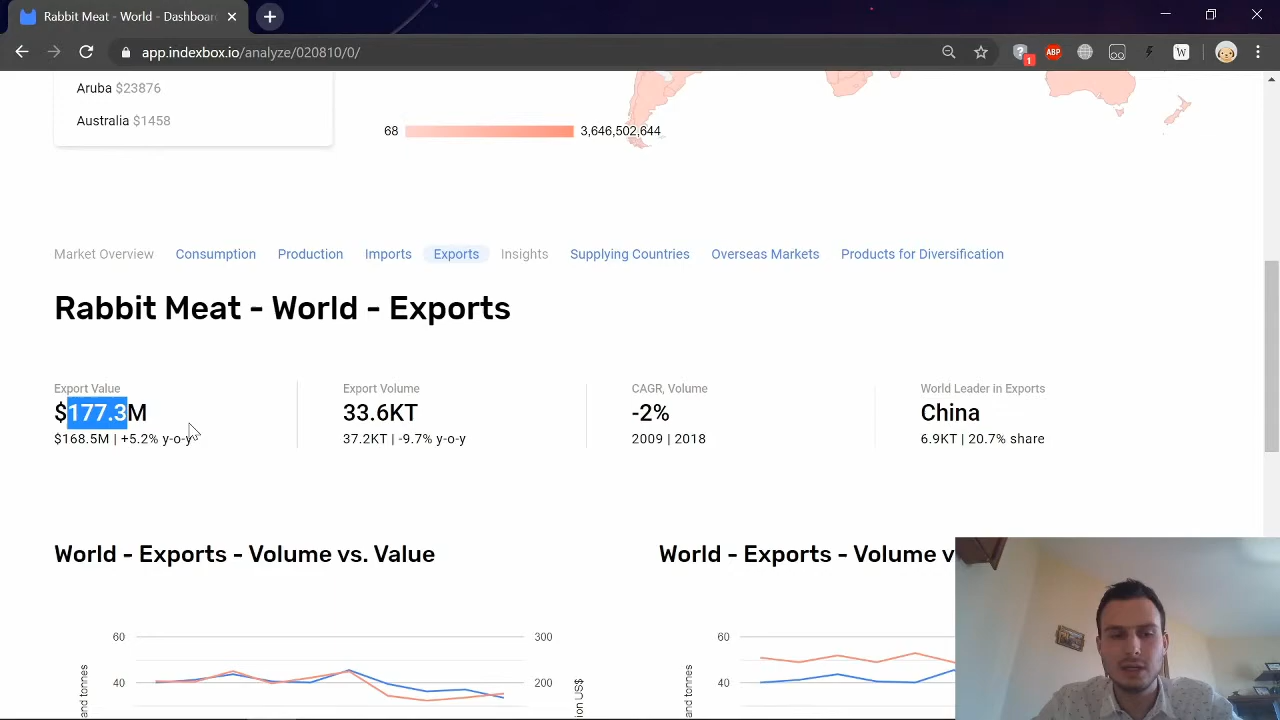 Rabbit Meat - World - Dashboar
app.indexbox.io/analyze/020810/0/
1
ABP
W
Aruba $23876
Australia $1458
68 3,646,502,644
Market Overview Consumption Production Imports Exports Insights Supplying Countries Overseas Markets Products for Diversification
Rabbit Meat - World - Exports
Export Value
$177.3M
$168.5M | +5.2% y-o-y
Export Volume
33.6KT
37.2KT | -9.7% y-o-y
CAGR, Volume
-2%
2009 | 2018
World Leader in Exports
China
6.9KT | 20.7% share
World - Exports - Volume vs. Value
60 300
40 200
World - Exports - Volume v
60
40